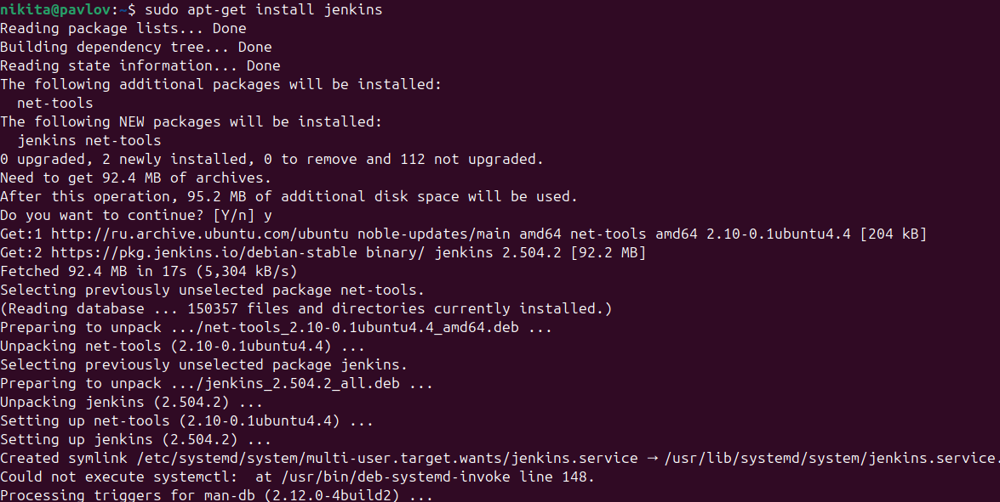 nikita@pavlov:~$ sudo apt-get install jenkins
Reading package lists... Done
Building dependency tree... Done
Reading state information... Done
The following additional packages will be installed:
  net-tools
The following NEW packages will be installed:
  jenkins net-tools
0 upgraded, 2 newly installed, 0 to remove and 112 not upgraded.
Need to get 92.4 MB of archives.
After this operation, 95.2 MB of additional disk space will be used.
Do you want to continue? [Y/n] y
Get:1 http://ru.archive.ubuntu.com/ubuntu noble-updates/main amd64 net-tools amd64 2.10-0.1ubuntu4.4 [204 kB]
Get:2 https://pkg.jenkins.io/debian-stable binary/ jenkins 2.504.2 [92.2 MB]
Fetched 92.4 MB in 17s (5,304 kB/s)
Selecting previously unselected package net-tools.
(Reading database ... 150357 files and directories currently installed.)
Preparing to unpack .../net-tools_2.10-0.1ubuntu4.4_amd64.deb ...
Unpacking net-tools (2.10-0.1ubuntu4.4) ...
Selecting previously unselected package jenkins.
Preparing to unpack .../jenkins_2.504.2_all.deb ...
Unpacking jenkins (2.504.2) ...
Setting up net-tools (2.10-0.1ubuntu4.4) ...
Setting up jenkins (2.504.2) ...
Created symlink /etc/systemd/system/multi-user.target.wants/jenkins.service → /usr/lib/systemd/system/jenkins.service.
Could not execute systemctl:  at /usr/bin/deb-systemd-invoke line 148.
Processing triggers for man-db (2.12.0-4build2) ...